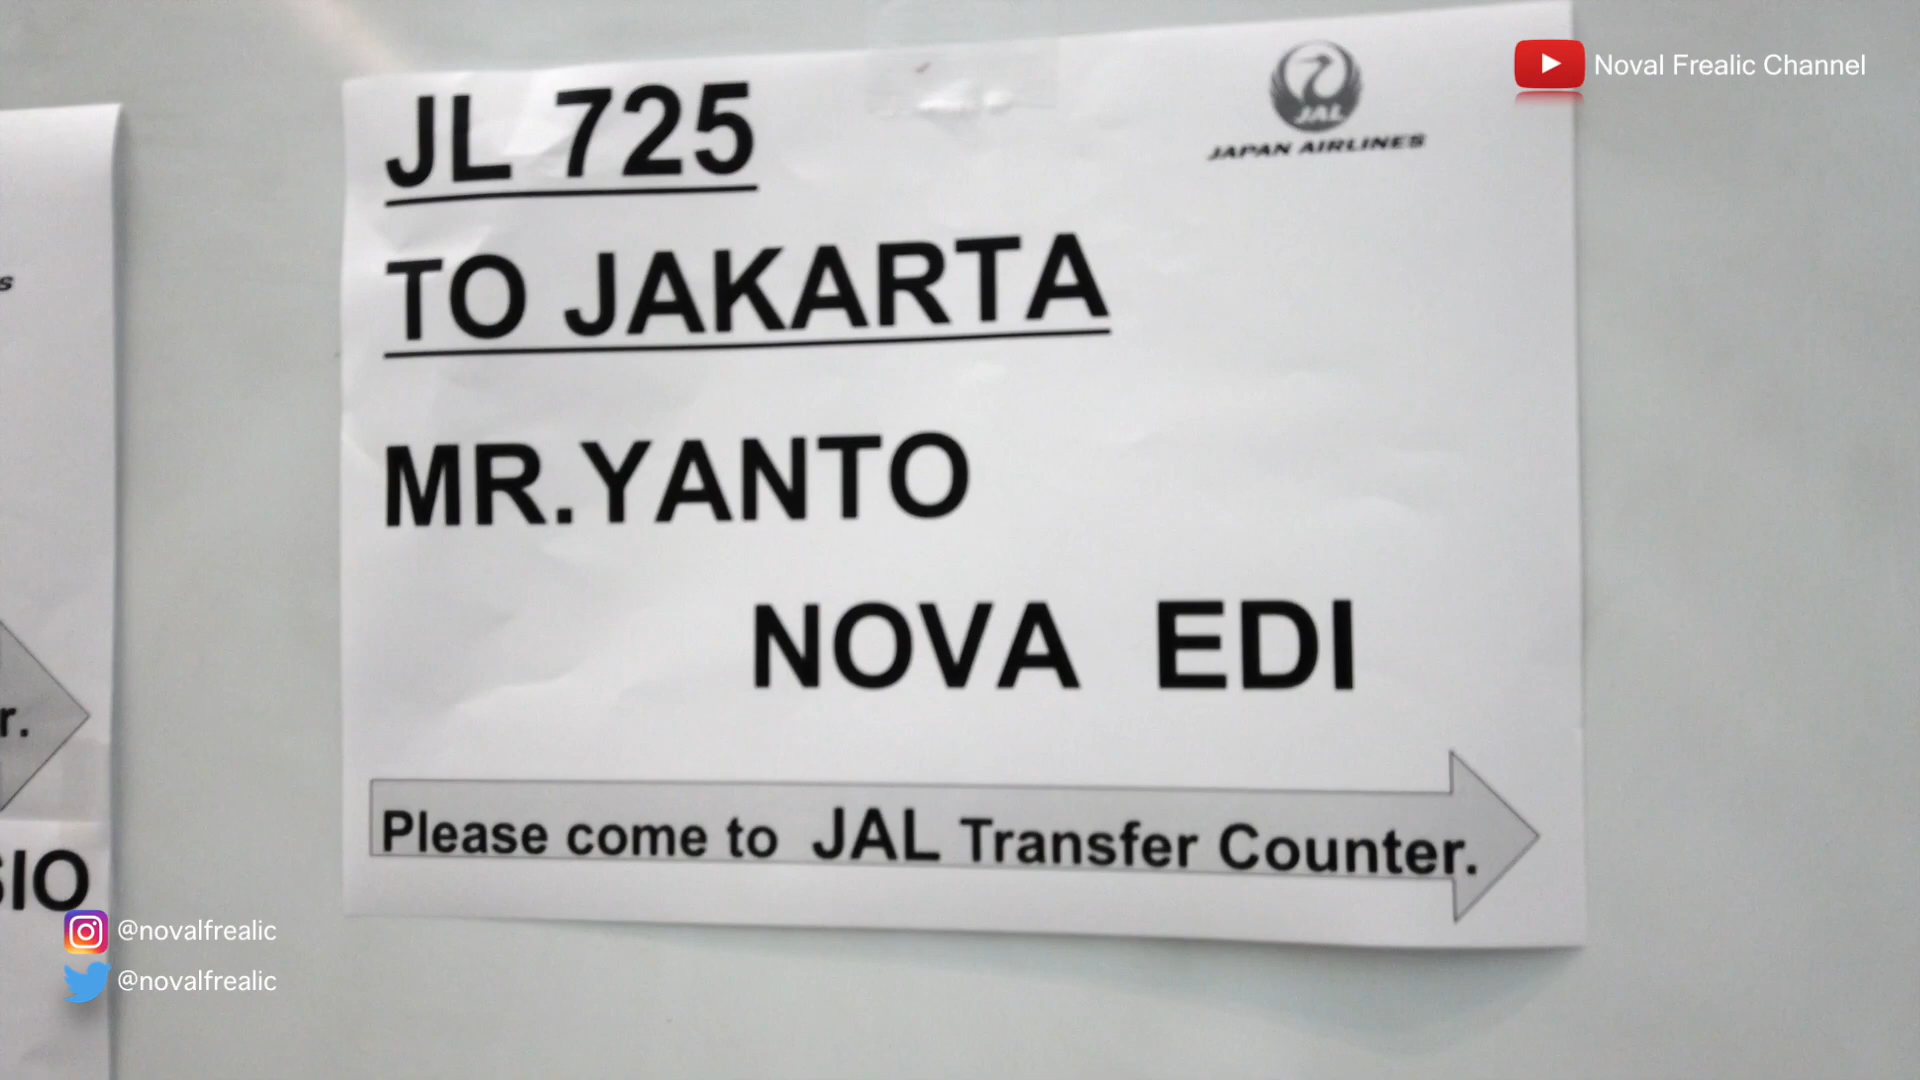 JL 725
JAL
JAPAN AIRLINES
TO JAKARTA
MR.YANTO
NOVA EDI
Please come to JAL Transfer Counter.
r.
Noval Frealic Channel
@novalfrealic
@novalfrealic